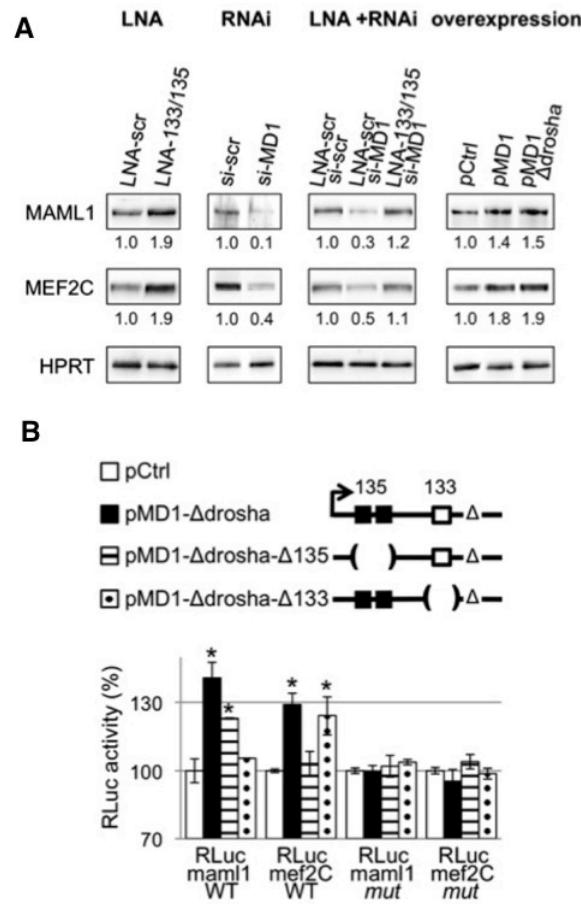 A
LNA RNAi LNA +RNAi overexpression
LNA-scr
LNA-133/135
si-scr
si-MD1
LNA-scr
si-scr
LNA-scr
si-MD1
LNA-133/135
si-MD1
pCtrl
pMD1
pMD1
Δdrosha
MAML1
1.0 1.9 1.0 0.1 1.0 0.3 1.2 1.0 1.4 1.5
MEF2C
1.0 1.9 1.0 0.4 1.0 0.5 1.1 1.0 1.8 1.9
HPRT
B
pCtrl 135 133
pMD1-Δdrosha Δ
pMD1-Δdrosha-Δ135 ( ) Δ
pMD1-Δdrosha-Δ133 ( ) Δ
RLuc activity (%)
* * * *
130
100
70
RLuc RLuc RLuc RLuc
maml1 mef2C maml1 mef2C
WT WT mut mut